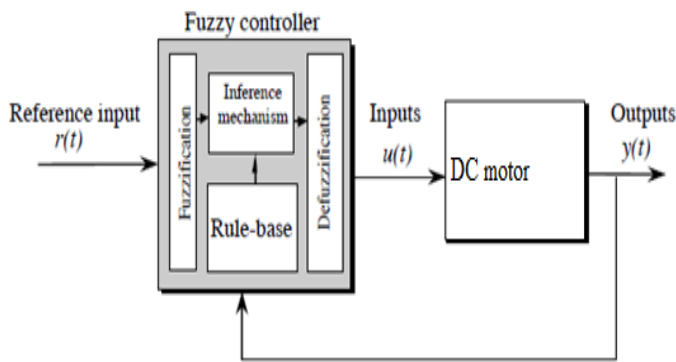 Fuzzy controller
Reference input
r(t)
Fuzzification
Inference
mechanism
Rule-base
Defuzzification
Inputs
u(t)
DC motor
Outputs
y(t)